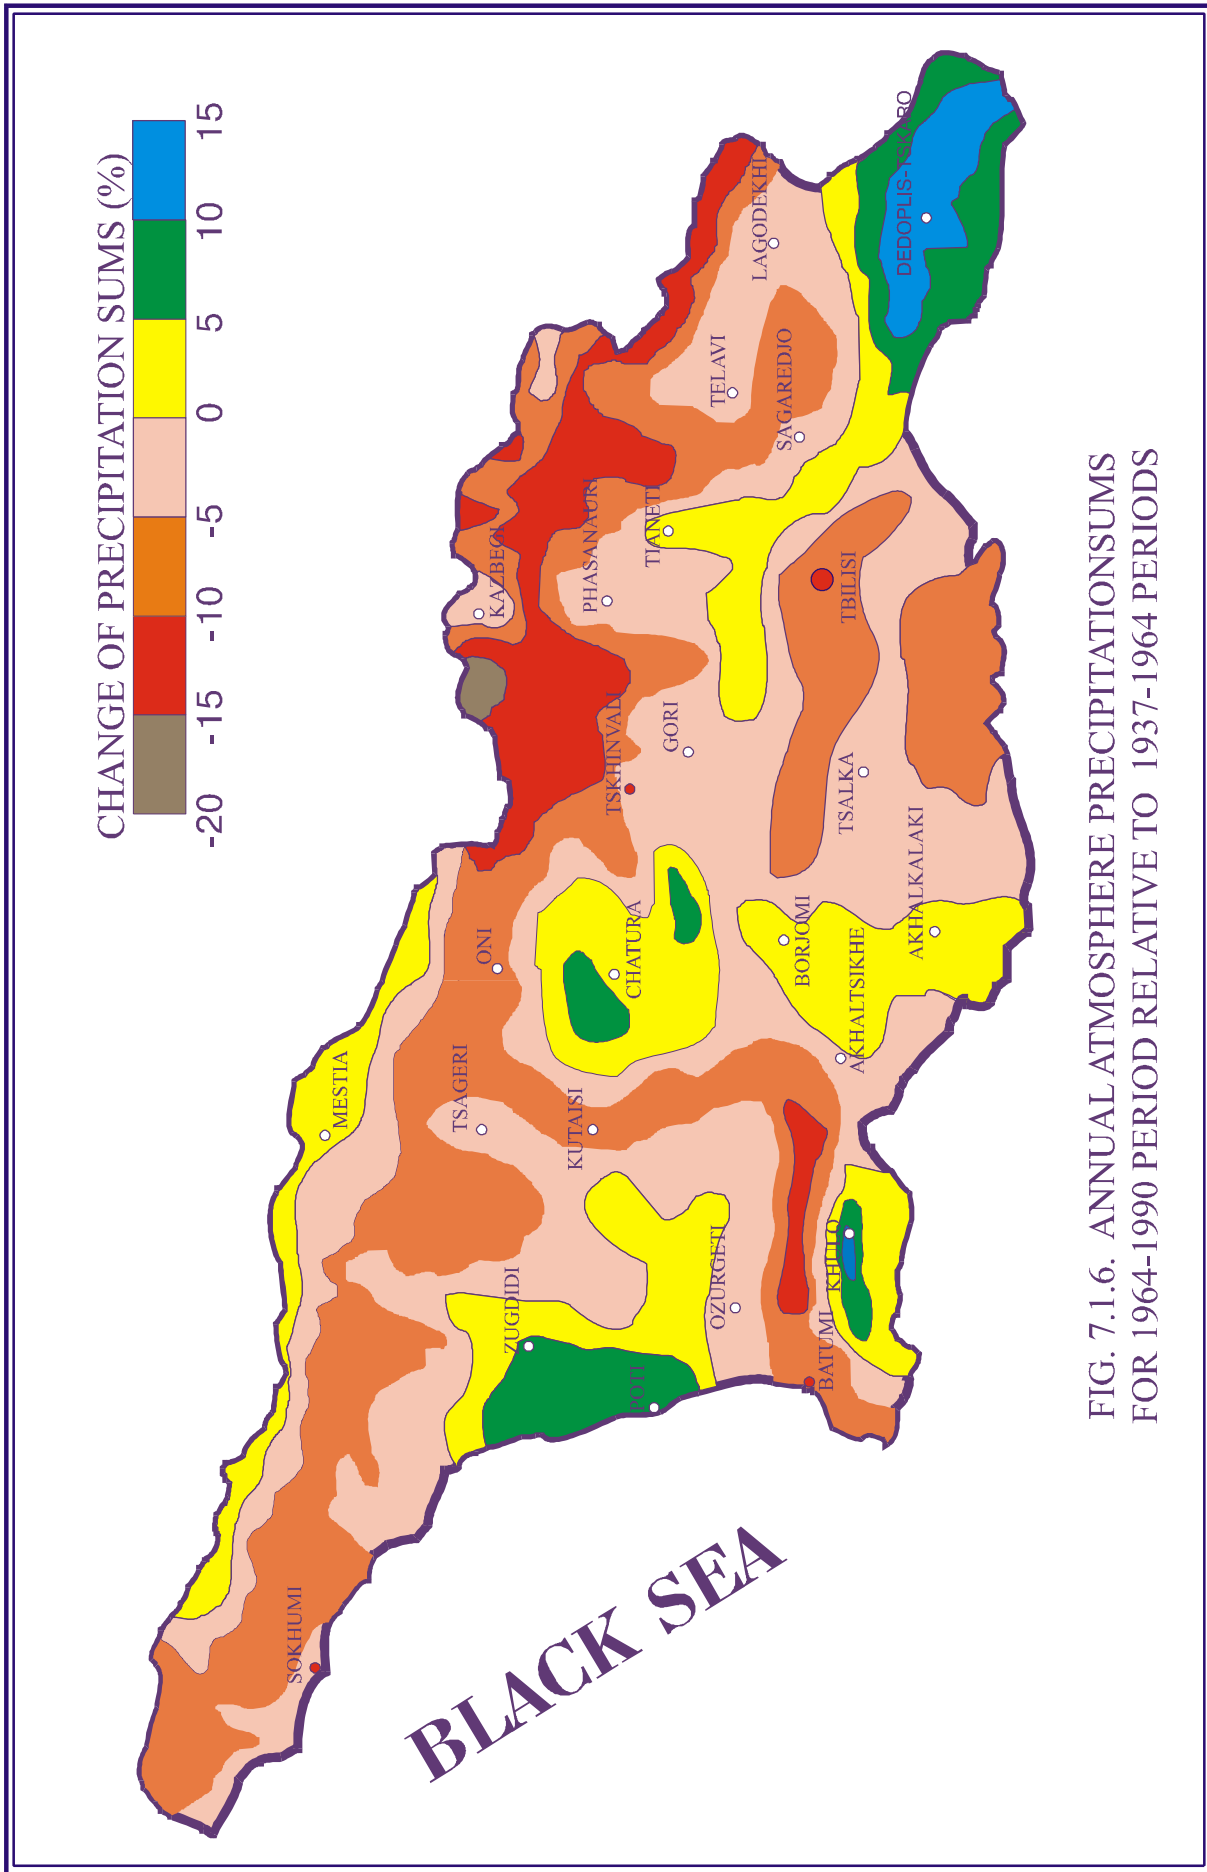 CHANGE OF PRECIPITATION SUMS (%)
-20 -15 -10 -5 0 5 10 15
SOKHUMI
MESTIA
TSAGERI
ONI
KAZBEGI
ZUGDIDI
KUTAISI
CHATURA
TSKHINVALI
PHASANAURI
TIANETI
POTI
GORI
TELAVI
LAGODEKHI
OZURGETI
BORJOMI
SAGAREDJO
BATUMI
KHULO
AKHALTSIKHE
TSALKA
TBILISI
AKHALKALAKI
DEDOPLIS-TSKARO
BLACK SEA
FIG. 7.1.6. ANNUAL ATMOSPHERE PRECIPITATIONSUMS
FOR 1964-1990 PERIOD RELATIVE TO 1937-1964 PERIODS